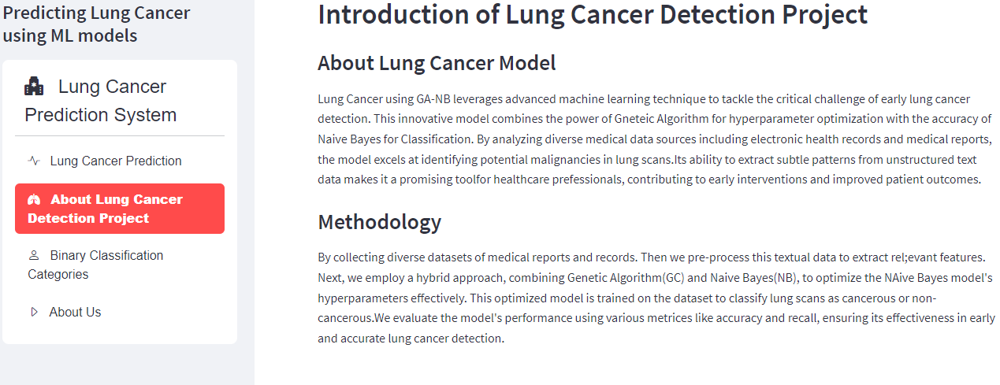 Predicting Lung Cancer
using ML models
Lung Cancer
Prediction System
Lung Cancer Prediction
About Lung Cancer
Detection Project
Binary Classification
Categories
About Us
Introduction of Lung Cancer Detection Project
About Lung Cancer Model
Lung Cancer using GA-NB leverages advanced machine learning technique to tackle the critical challenge of early lung cancer
detection. This innovative model combines the power of Gneteic Algorithm for hyperparameter optimization with the accuracy of
Naive Bayes for Classification. By analyzing diverse medical data sources including electronic health records and medical reports,
the model excels at identifying potential malignancies in lung scans.Its ability to extract subtle patterns from unstructured text
data makes it a promising toolfor healthcare prefessionals, contributing to early interventions and improved patient outcomes.
Methodology
By collecting diverse datasets of medical reports and records. Then we pre-process this textual data to extract rel;evant features.
Next, we employ a hybrid approach, combining Genetic Algorithm(GC) and Naive Bayes(NB), to optimize the NAive Bayes model's
hyperparameters effectively. This optimized model is trained on the dataset to classify lung scans as cancerous or non-
cancerous.We evaluate the model's performance using various metrices like accuracy and recall, ensuring its effectiveness in early
and accurate lung cancer detection.